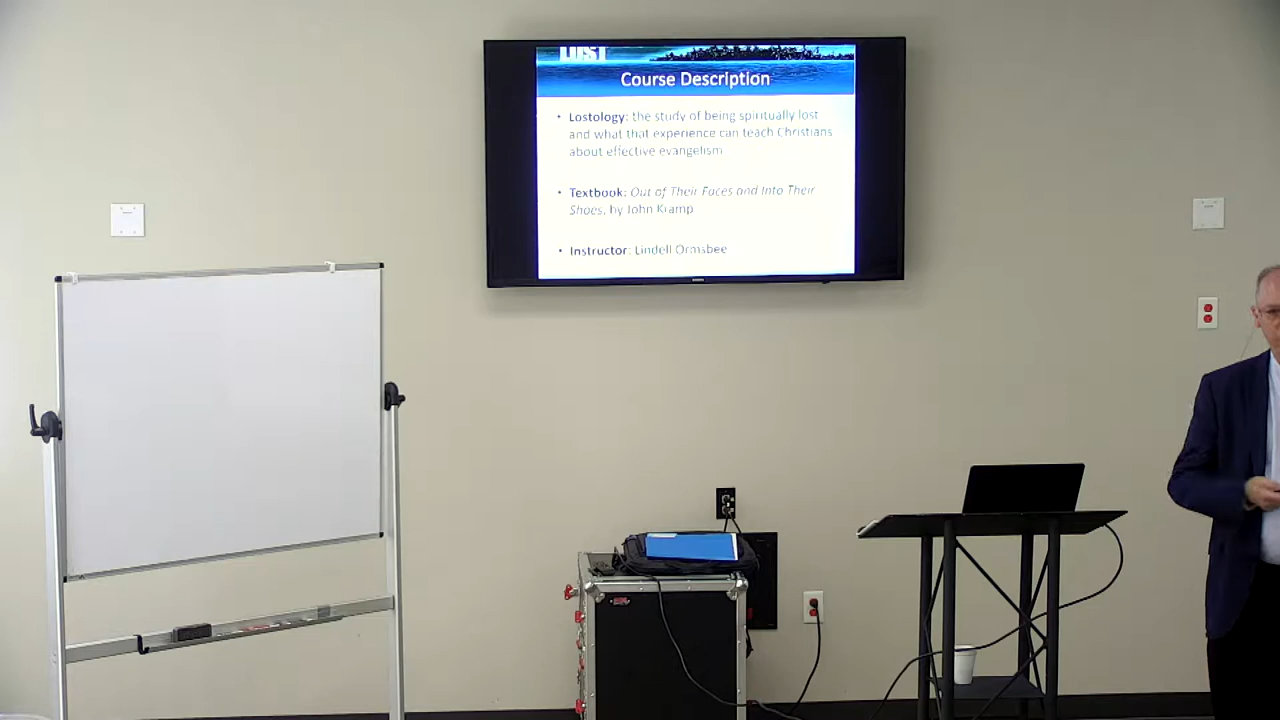 LOST
Course Description
• Lostology: the study of being spiritually lost
and what that experience can teach Christians
about effective evangelism
• Textbook: Out of Their Faces and Into Their
Shoes, by John Kramp
• Instructor: Lindell Ormsbee